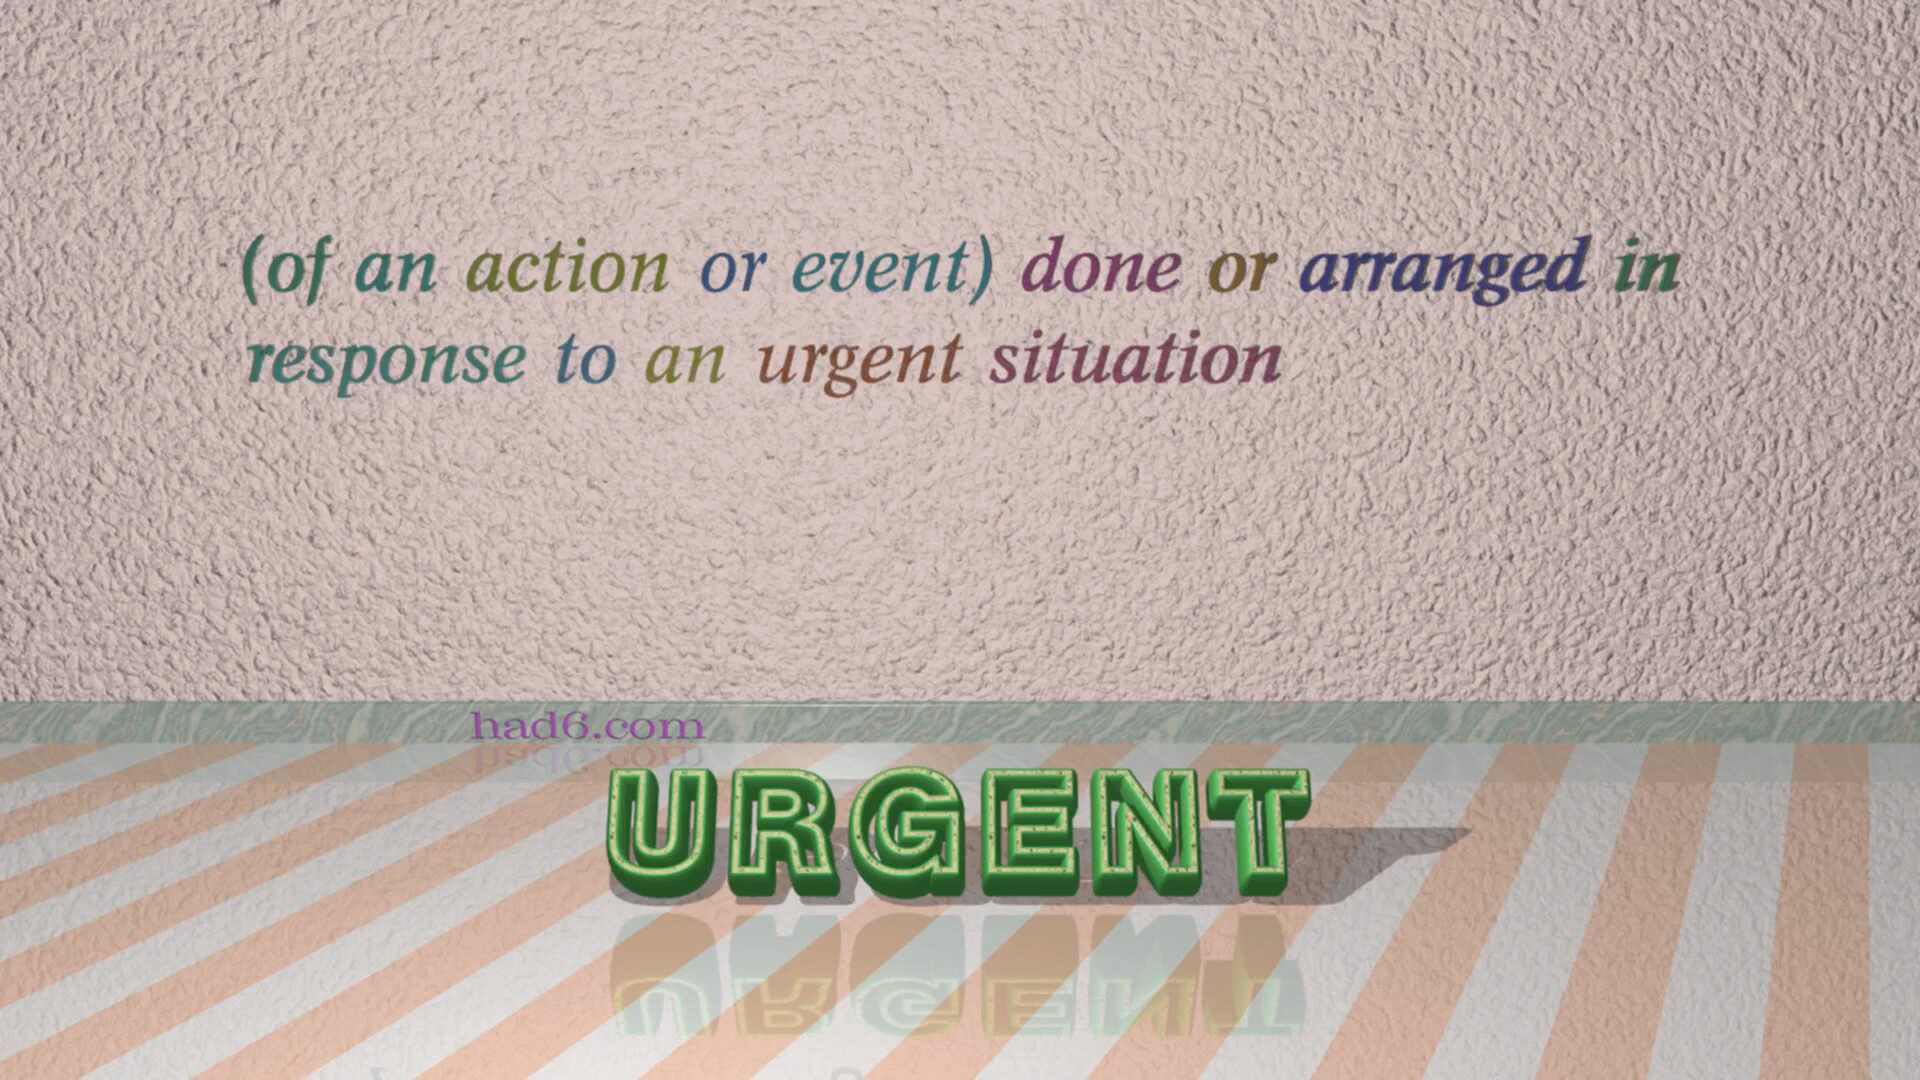 (of an action or event) done or arranged in
response to an urgent situation
had6.com
URGENT